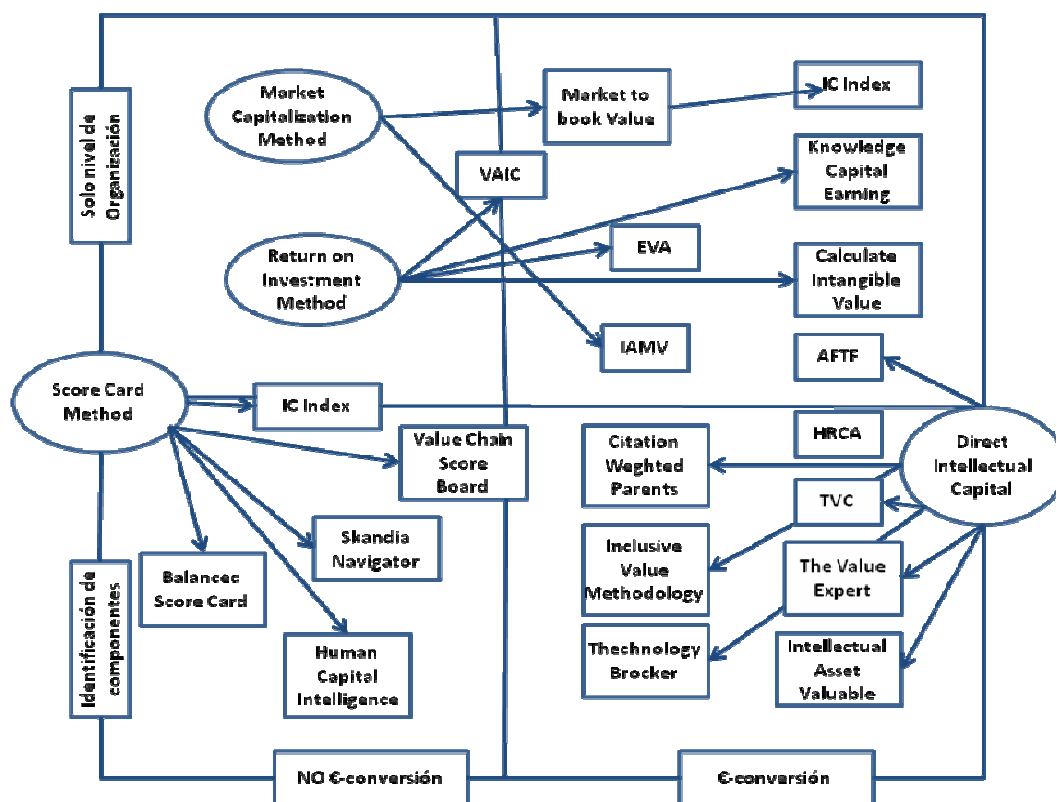 Solo nivel de
Organización
Market
Capitalization
Method
Market to
book Value
IC Index
VAIC
Knowledge
Capital
Earning
Return on
Investment
Method
EVA
Calculate
Intangible
Value
IAMV
AFTF
Score Card
Method
IC Index
Value Chain
Score
Board
Citation
Weghted
Parents
HRCA
Direct
Intellectual
Capital
TVC
Identificación de
componentes
Skandia
Navigator
Balancec
Score Card
Human
Capital
Intelligence
Inclusive
Value
Methodology
The Value
Expert
Thechnology
Brocker
Intellectual
Asset
Valuable
NO €-conversión
€-conversión